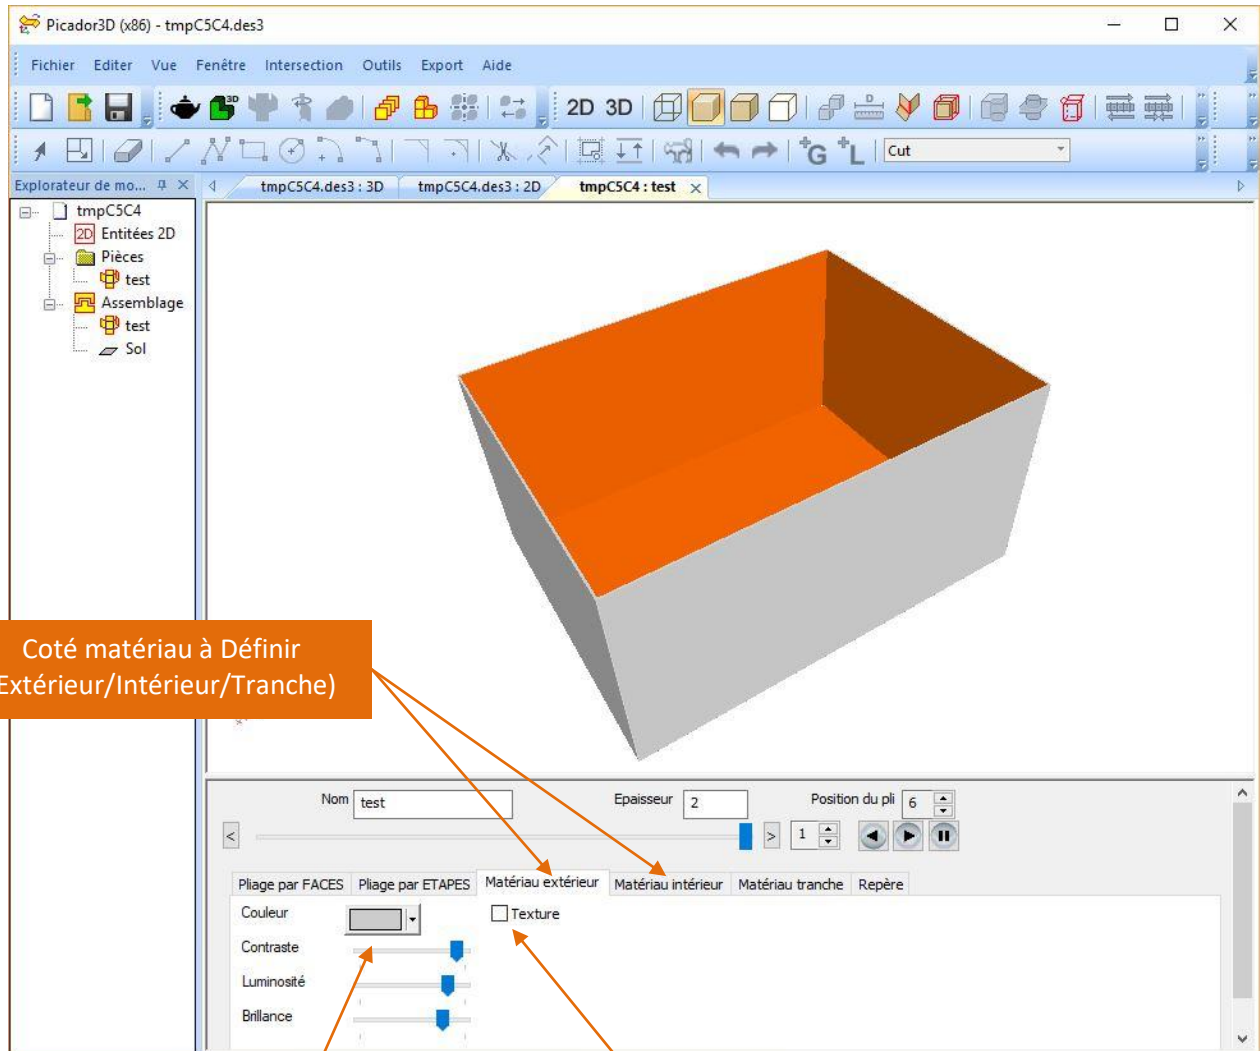 Picador3D (x86) - tmpC5C4.des3
Fichier Editer Vue Fenêtre Intersection Outils Export Aide
3D 2D 3D D
+G +L Cut
Explorateur de mo... tmpC5C4.des3 : 3D tmpC5C4.des3 : 2D tmpC5C4 : test
tmpC5C4
2D Entitées 2D
Pièces
test
Assemblage
test
Sol
Coté matériau à Définir
Extérieur/Intérieur/Tranche)
Nom test Epaisseur 2 Position du pli 6
< > 1
Pliage par FACES Pliage par ETAPES Matériau extérieur Matériau intérieur Matériau tranche Repère
Couleur Texture
Contraste
Luminosité
Brillance